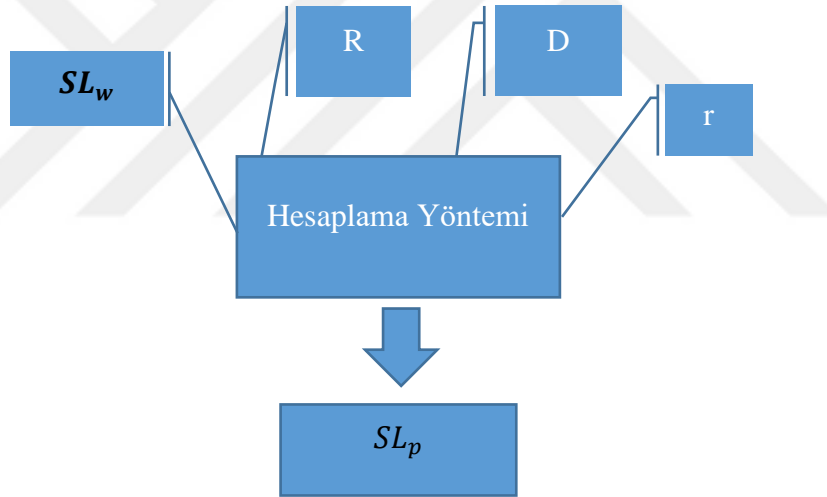 R
D
SL_w
r
Hesaplama Yöntemi
SL_p